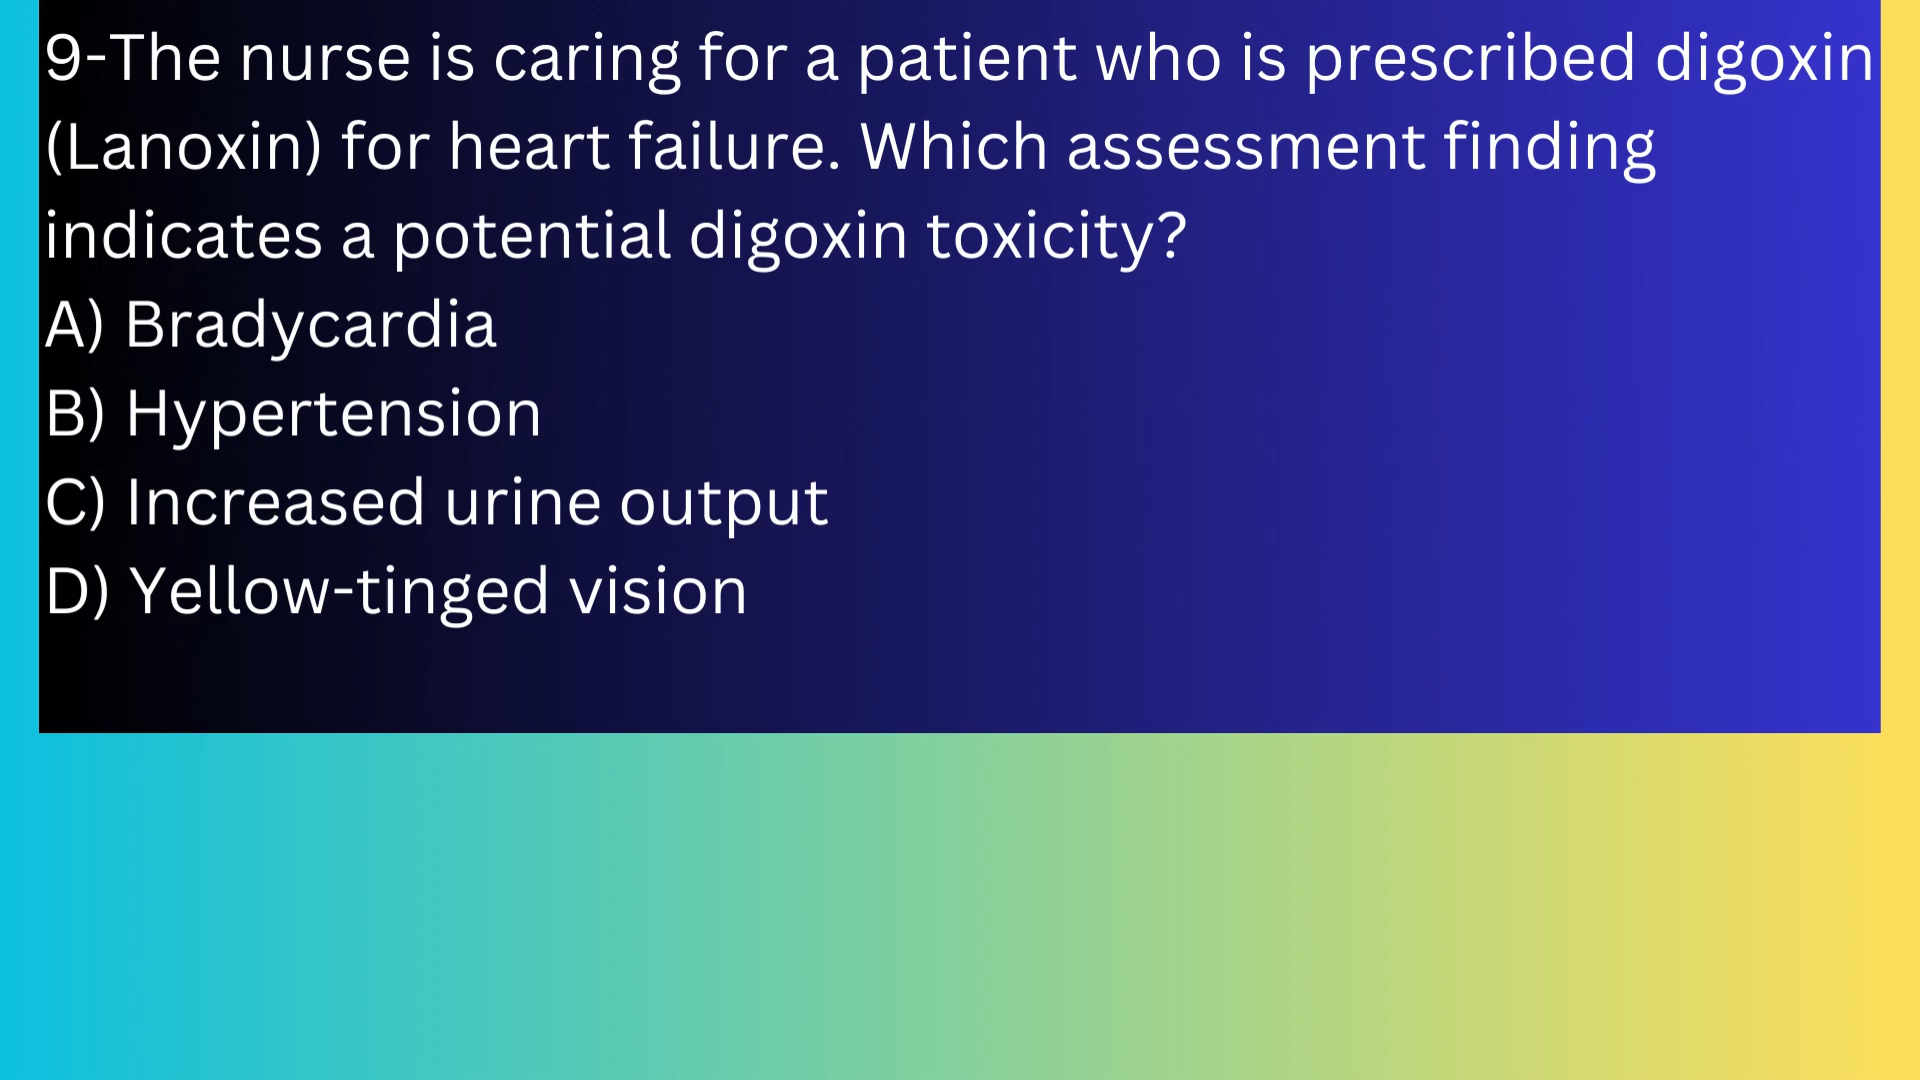 9-The nurse is caring for a patient who is prescribed digoxin
(Lanoxin) for heart failure. Which assessment finding
indicates a potential digoxin toxicity?
A) Bradycardia
B) Hypertension
C) Increased urine output
D) Yellow-tinged vision